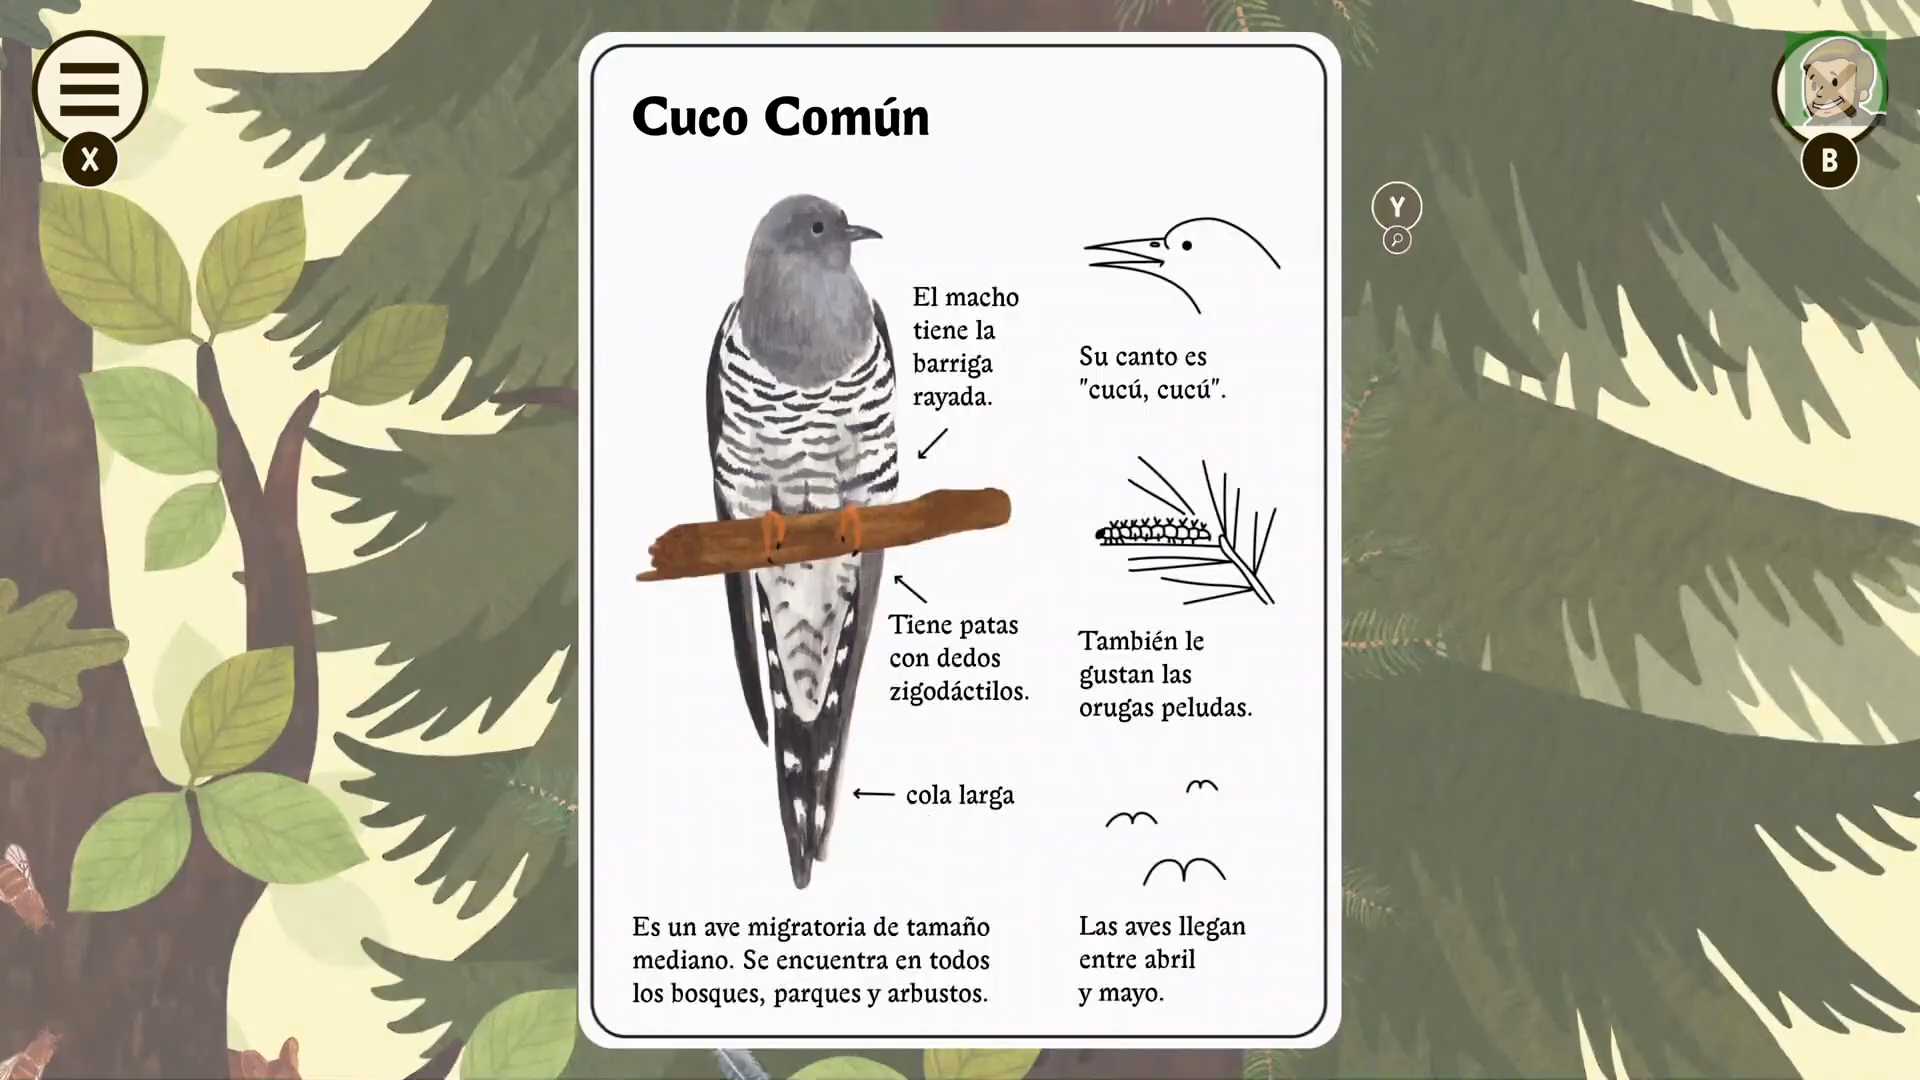 X
B
Y
Cuco Común
El macho
tiene la
barriga
rayada.
Tiene patas
con dedos
zigodáctilos.
cola larga
Es un ave migratoria de tamaño
mediano. Se encuentra en todos
los bosques, parques y arbustos.
Su canto es
"cucú, cucú".
También le
gustan las
orugas peludas.
Las aves llegan
entre abril
y mayo.